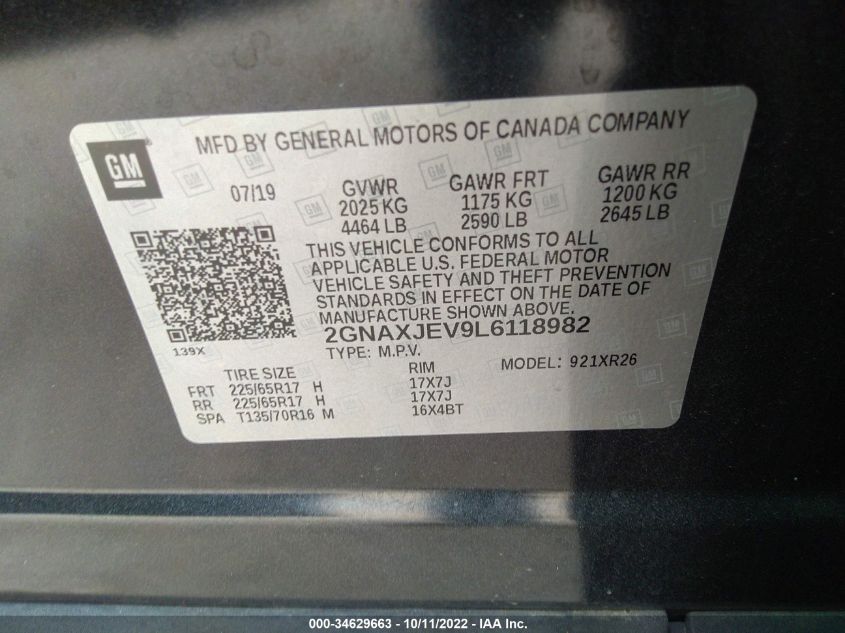 GM
MFD BY GENERAL MOTORS OF CANADA COMPANY
07/19 GVWR GAWR FRT GAWR RR
2025 KG 1175 KG 1200 KG
4464 LB 2590 LB 2645 LB
THIS VEHICLE CONFORMS TO ALL
APPLICABLE U.S. FEDERAL MOTOR
VEHICLE SAFETY AND THEFT PREVENTION
STANDARDS IN EFFECT ON THE DATE OF
MANUFACTURE SHOWN ABOVE.
2GNAXJEV9L6118982
139X TYPE: M.P.V. MODEL: 921XR26
TIRE SIZE RIM
FRT 225/65R17 H 17X7J
RR 225/65R17 H 17X7J
SPA T135/70R16 M 16X4BT
000-34629663 - 10/11/2022 - IAA Inc.